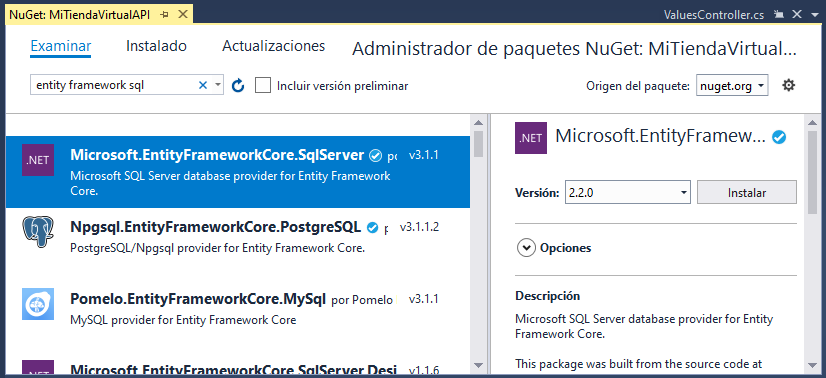 NuGet: MiTiendaVirtualAPI
ValuesController.cs
Examinar Instalado Actualizaciones
Administrador de paquetes NuGet: MiTiendaVirtual...
entity framework sql
Incluir versión preliminar
Origen del paquete: nuget.org
.NET
Microsoft.EntityFrameworkCore.SqlServer po v3.1.1
Microsoft SQL Server database provider for Entity Framework
Core.
Npgsql.EntityFrameworkCore.PostgreSQL v3.1.1.2
PostgreSQL/Npgsql provider for Entity Framework Core.
Pomelo.EntityFrameworkCore.MySql por Pomelo v3.1.1
MySQL provider for Entity Framework Core
.NET
Microsoft.EntityFrameworkCore.SqlServer.Desi v1.1.6
.NET
Microsoft.EntityFramew...
Versión: 2.2.0 Instalar
Opciones
Descripción
Microsoft SQL Server database provider for Entity
Framework Core.
This package was built from the source code at